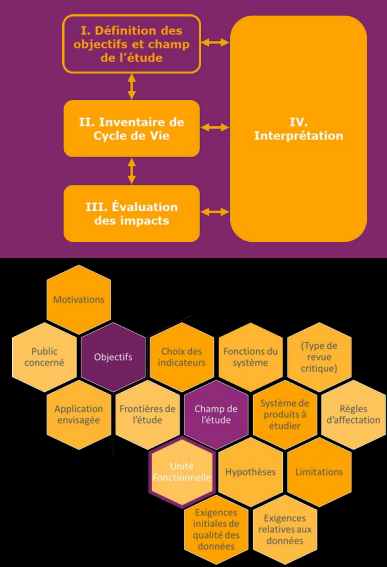 I. Définition des
objectifs et champ
de l'étude
II. Inventaire de
Cycle de Vie
IV.
Interprétation
III. Évaluation
des impacts
Motivations
Public
concerné
Objectifs
Choix des
indicateurs
Fonctions du
système
(Type de
revue
critique)
Application
envisagée
Frontières de
l'étude
Champ de
l'étude
Système de
produits à
étudier
Règles
d'affectation
Unité
Fonctionnelle
Hypothèses
Limitations
Exigences
initiales de
qualité des
données
Exigences
relatives aux
données